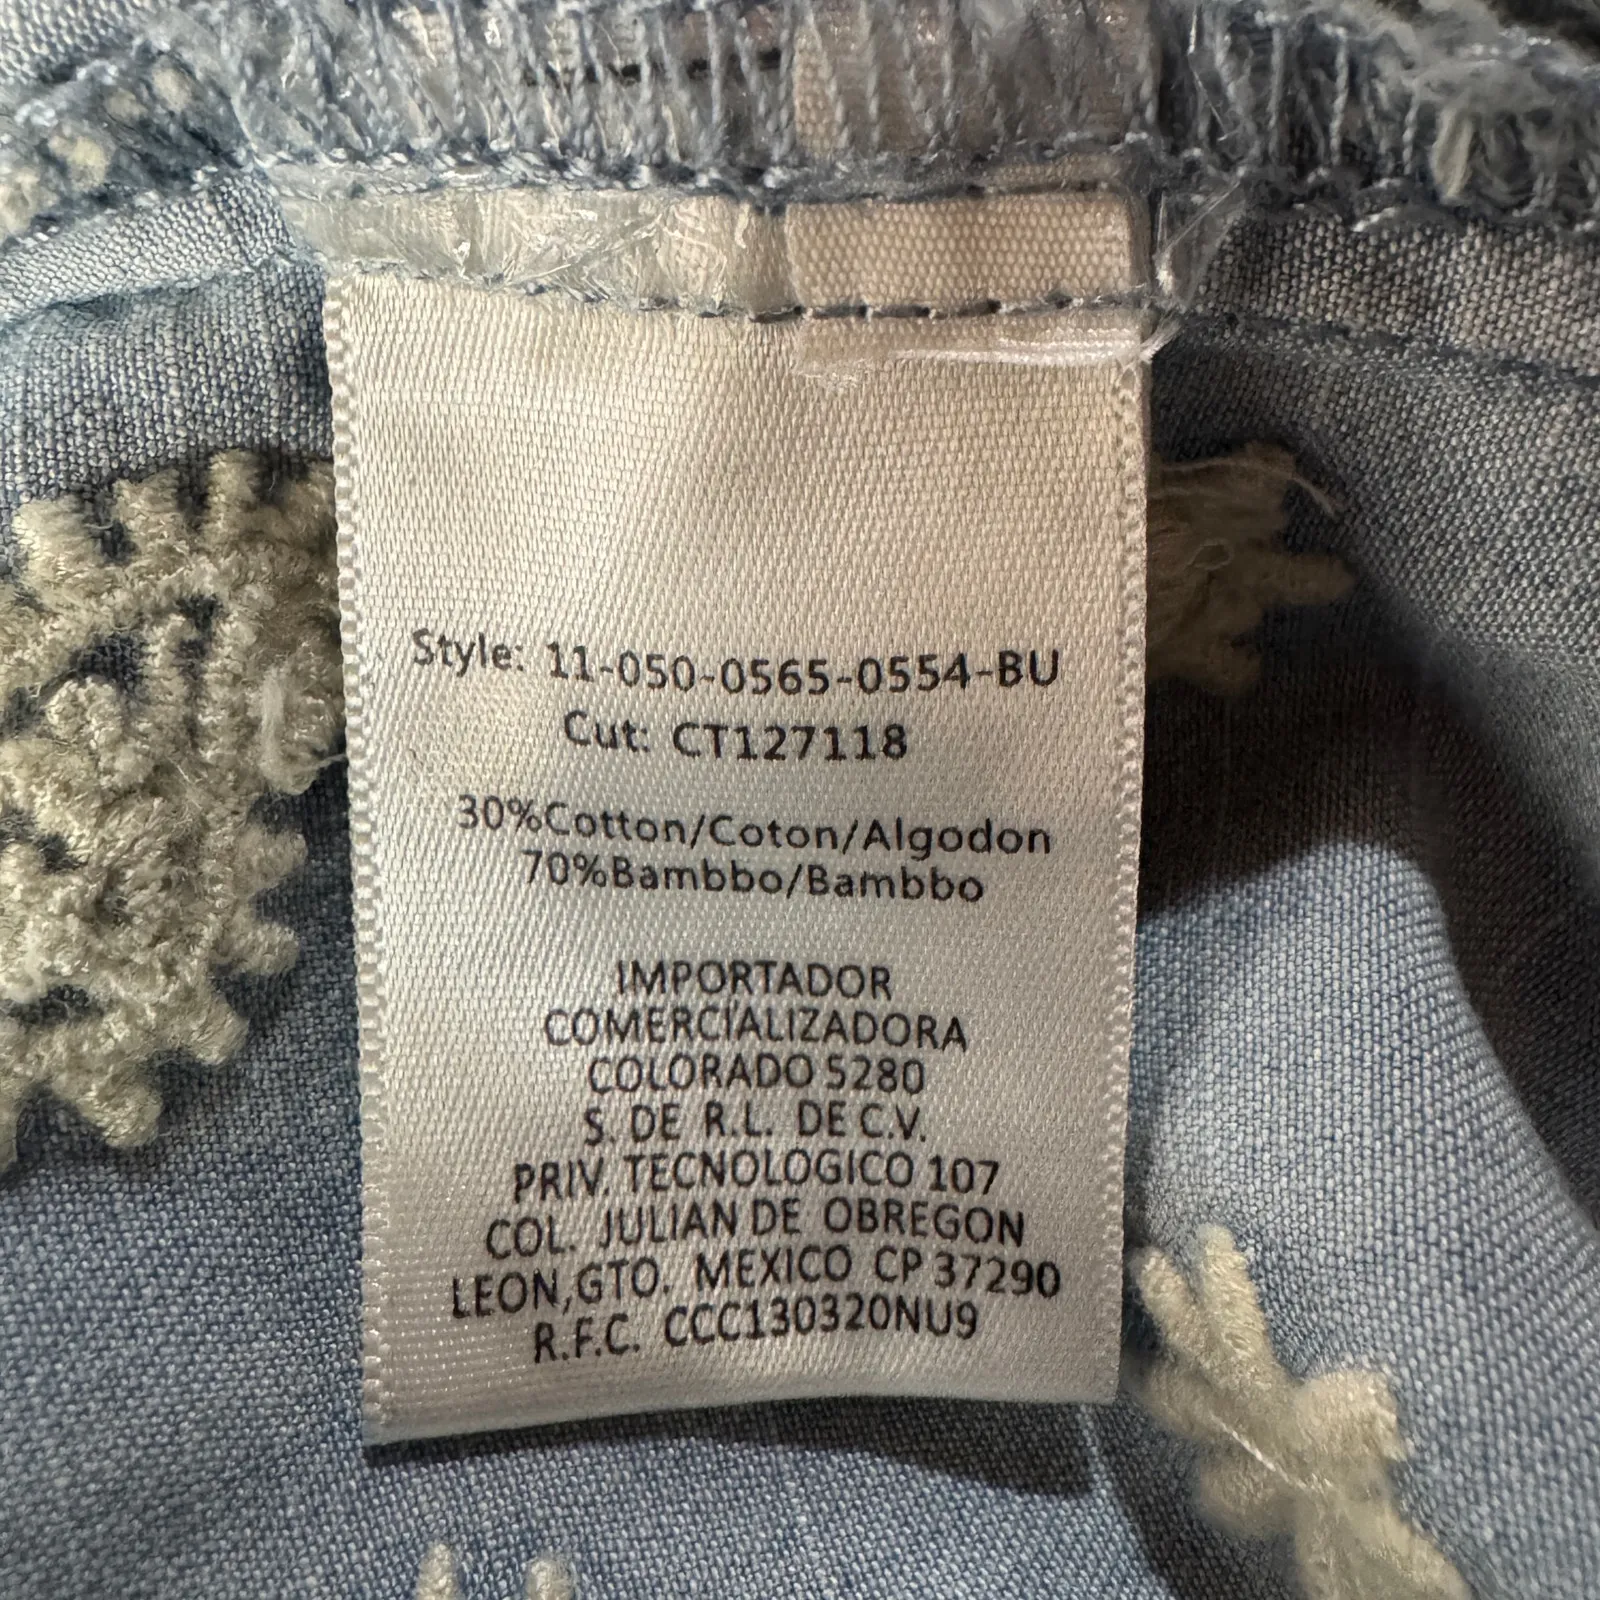 Style: 11-050-0565-0554-BU
Cut: CT127118
30%Cotton/Coton/Algodon
70%Bambbo/Bambbo
IMPORTADOR
COMERCIALIZADORA
COLORADO 5280
S. DE R.L. DE C.V.
PRIV. TECNOLOGICO 107
COL. JULIAN DE OBREGON
LEON,GTO. MEXICO CP 37290
R.F.C. CCC130320NU9